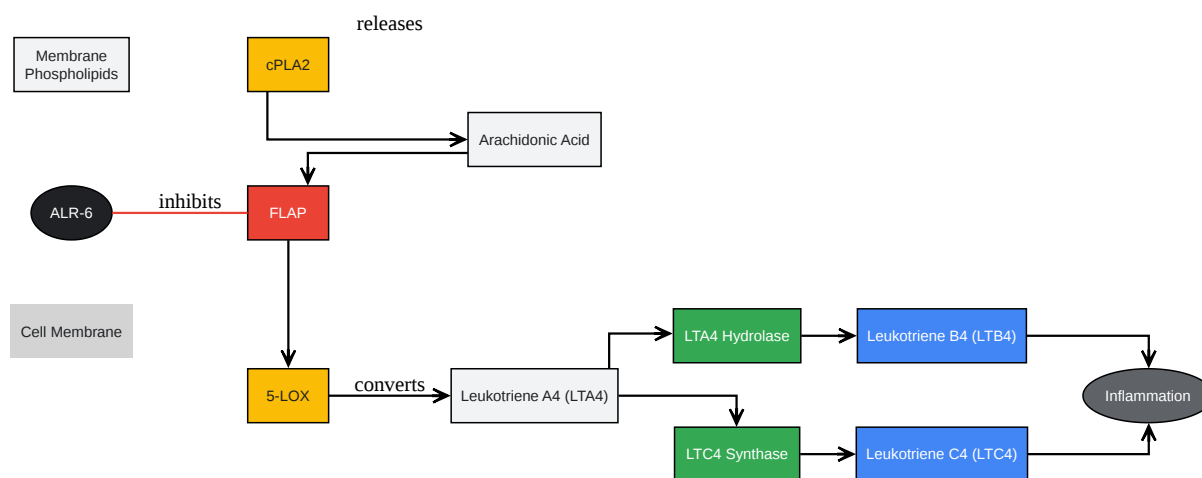 releases
Membrane
Phospholipids
cPLA2
Arachidonic Acid
ALR-6
inhibits
FLAP
Cell Membrane
LTA4 Hydrolase
Leukotriene B4 (LTB4)
5-LOX
converts
Leukotriene A4 (LTA4)
Inflammation
LTC4 Synthase
Leukotriene C4 (LTC4)